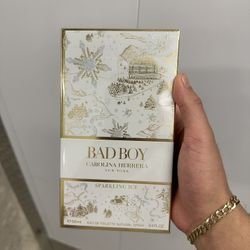 BAD BOY
CAROLINA HERRERA
NEW YORK
SPARKLING ICE
EAU DE TOILETTE NATURAL SPRAY